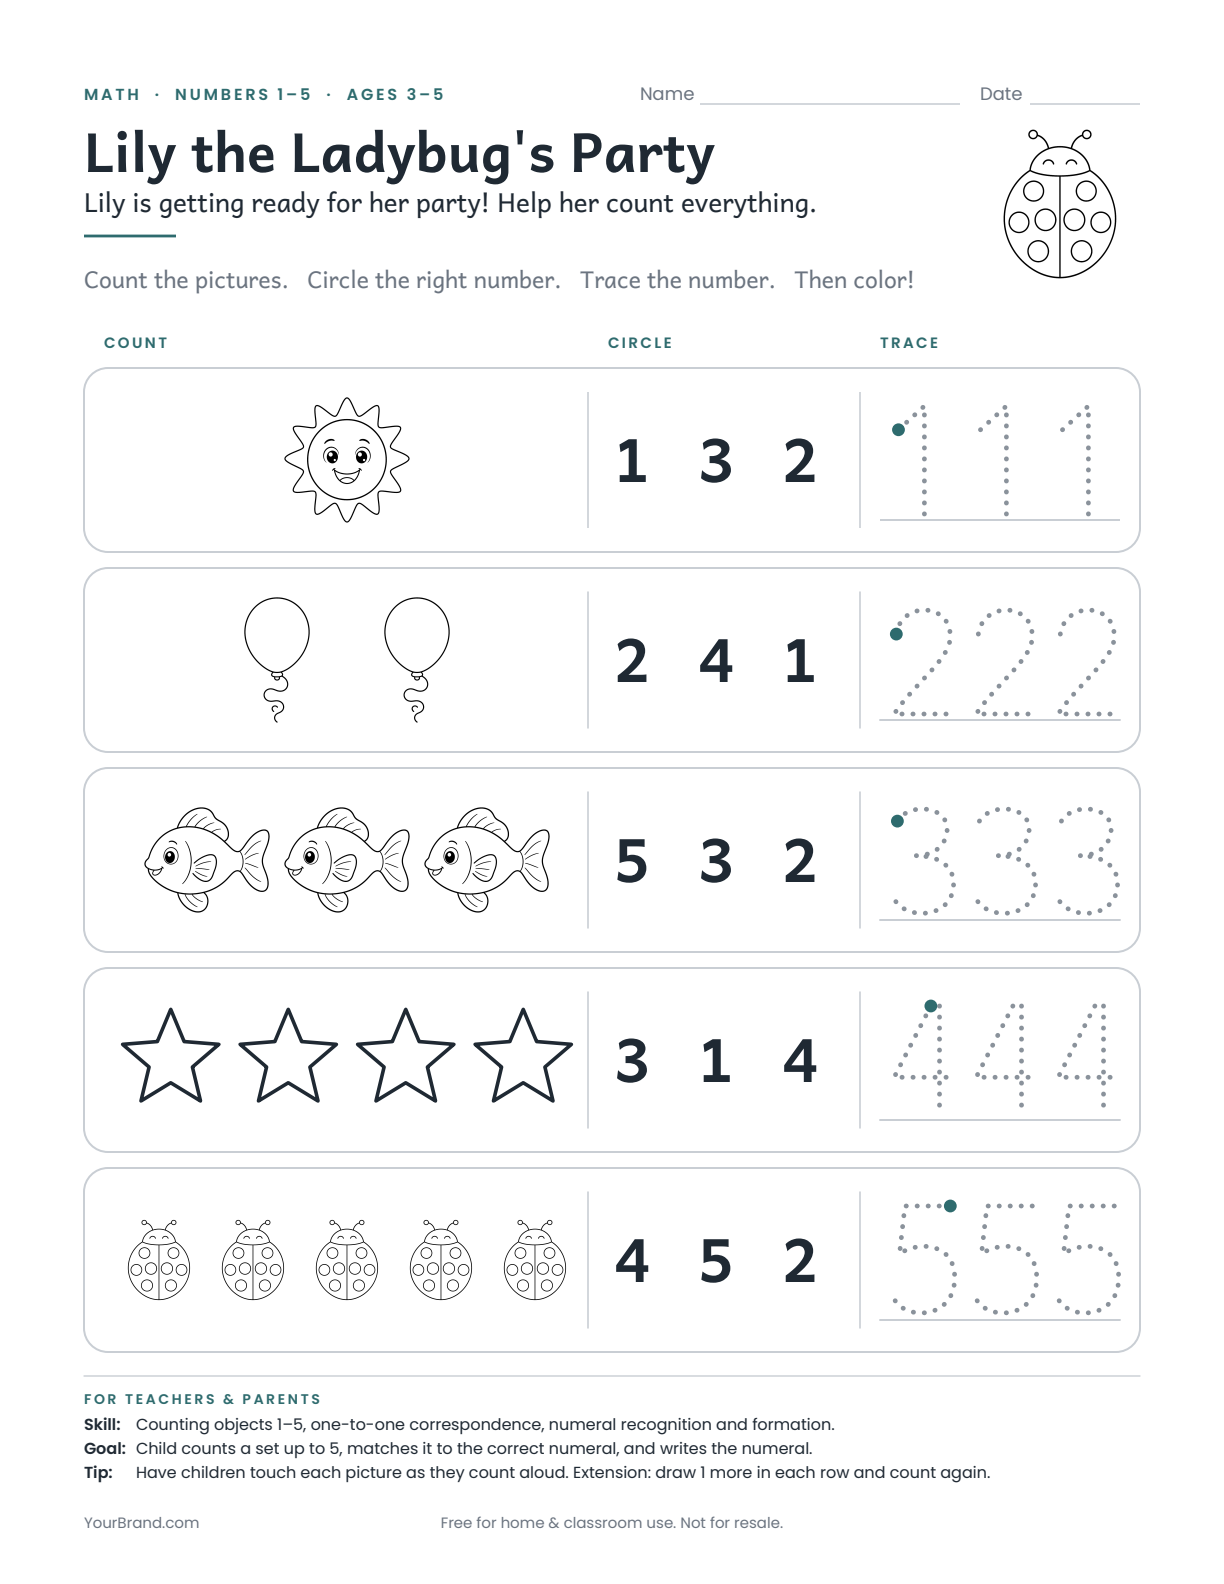 MATH · NUMBERS 1–5 · AGES 3–5
Name
Date
Lily the Ladybug's Party
Lily is getting ready for her party! Help her count everything.
Count the pictures. Circle the right number. Trace the number. Then color!
COUNT
CIRCLE
TRACE
1 3 2
1 1 1
2 4 1
2 2 2
5 3 2
3 3 3
3 1 4
4 4 4
4 5 2
5 5 5
FOR TEACHERS & PARENTS
Skill: Counting objects 1–5, one-to-one correspondence, numeral recognition and formation.
Goal: Child counts a set up to 5, matches it to the correct numeral, and writes the numeral.
Tip: Have children touch each picture as they count aloud. Extension: draw 1 more in each row and count again.
YourBrand.com
Free for home & classroom use. Not for resale.